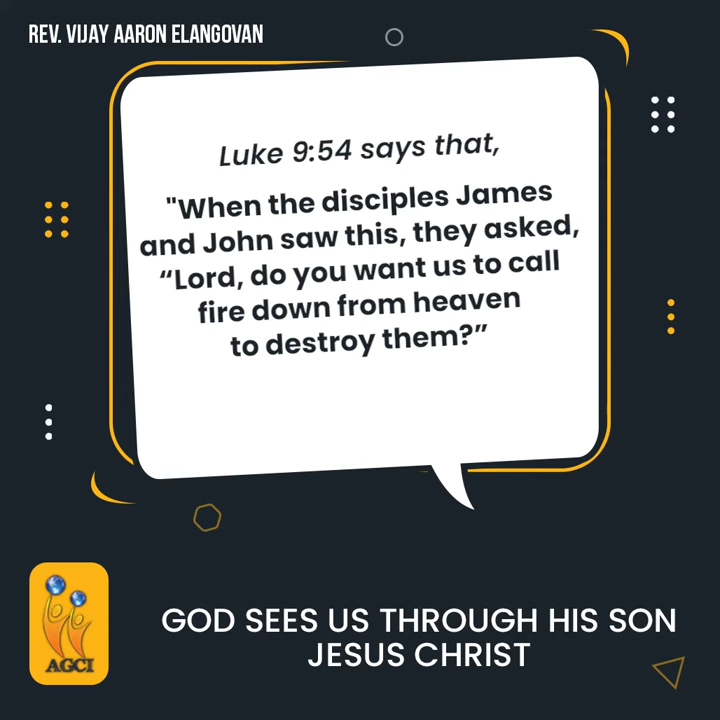 REV. VIJAY AARON ELANGOVAN
Luke 9:54 says that,
"When the disciples James
and John saw this, they asked,
“Lord, do you want us to call
fire down from heaven
to destroy them?”
AGCI
GOD SEES US THROUGH HIS SON
JESUS CHRIST